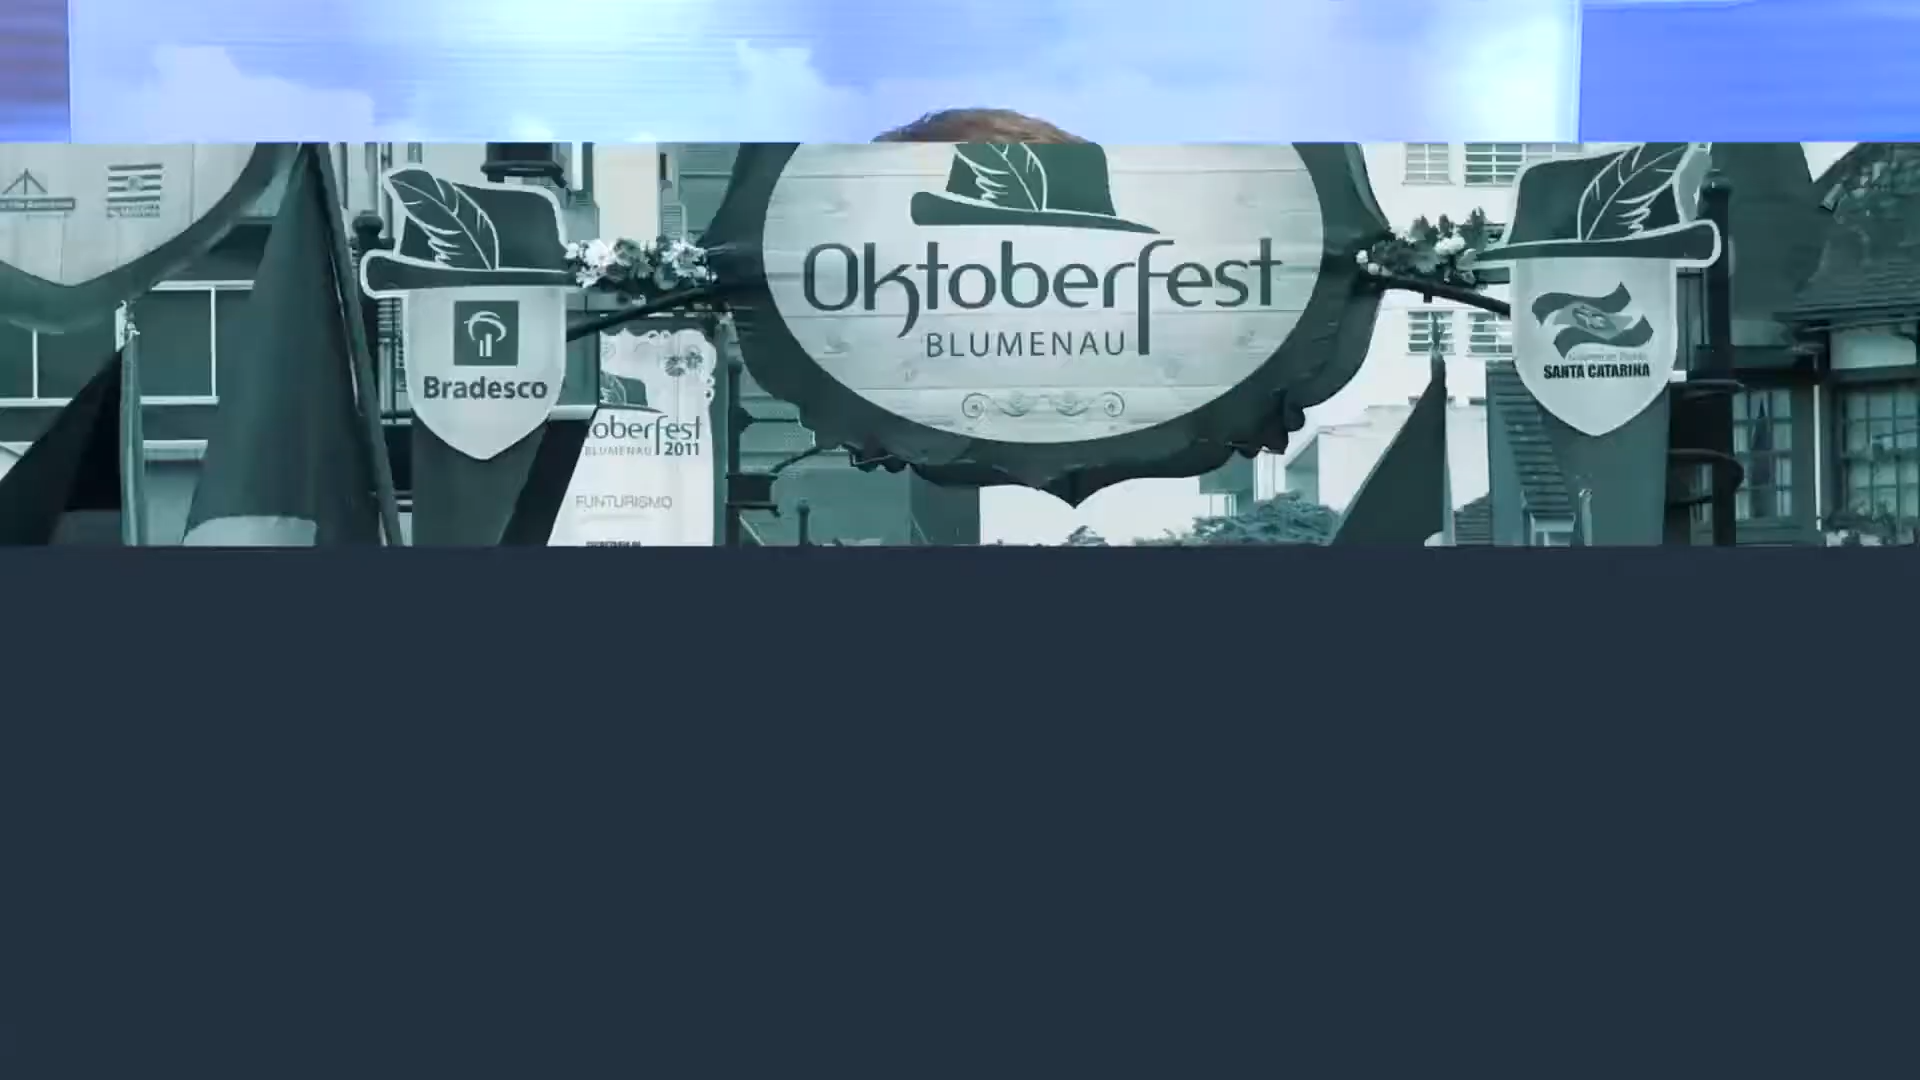 Oktoberfest
BLUMENAU
Bradesco
SANTA CATARINA
oberfest
BLUMENAU 2011
FUNTURISMO